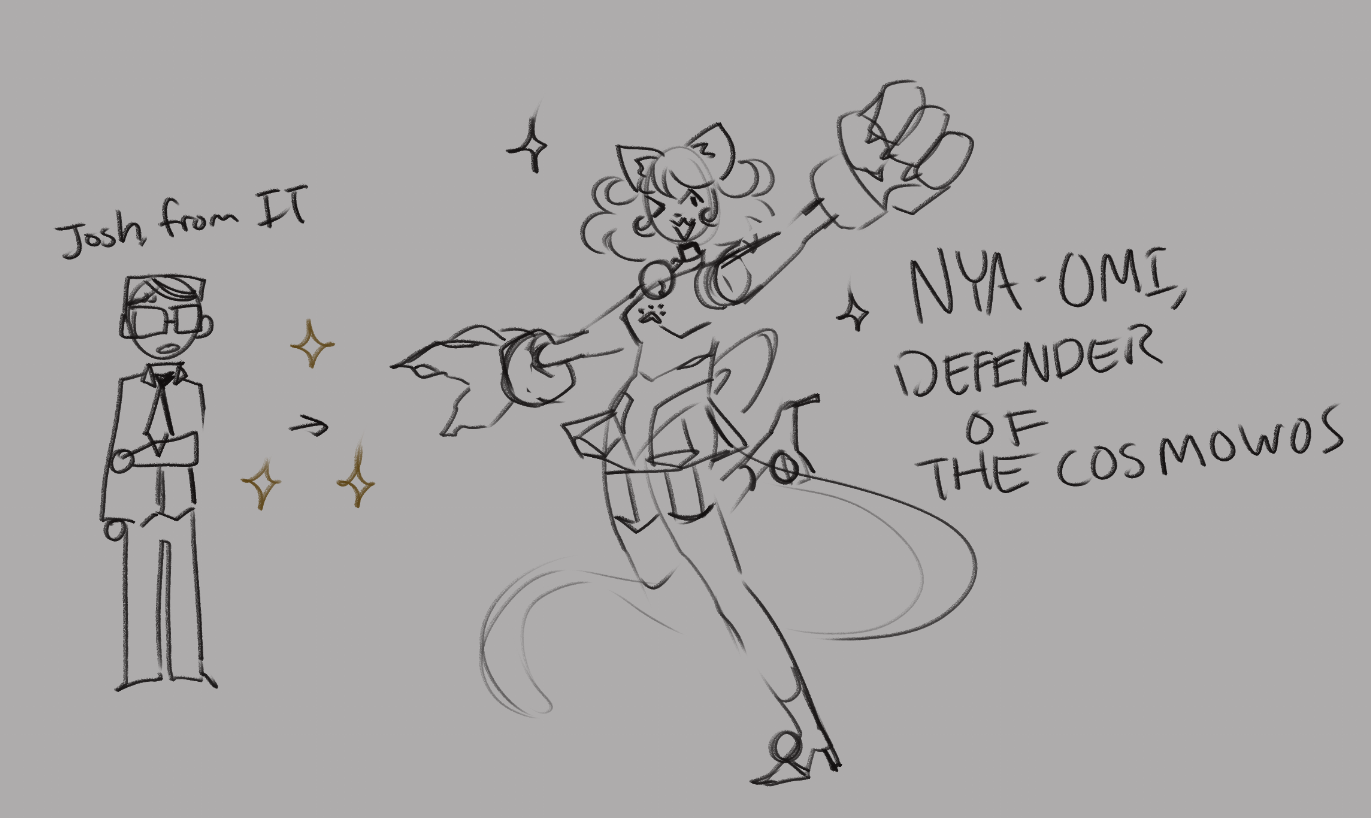 Josh from IT
NYA-OMI,
DEFENDER
OF
THE COSMOWOS